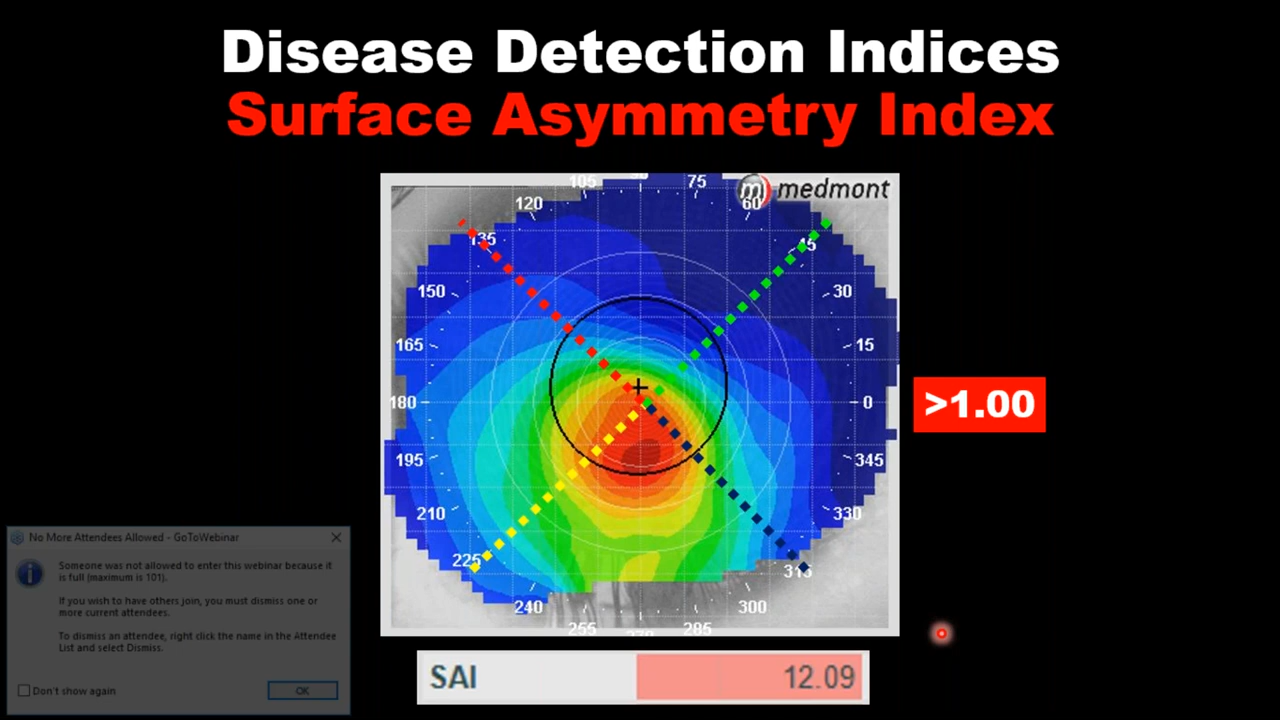 Disease Detection Indices
Surface Asymmetry Index
medmont
105
75
120
60
135
45
150
30
165
15
180
0
195
345
210
330
225
315
240
300
255
285
>1.00
SAI 12.09
No More Attendees Allowed - GoToWebinar
Someone was not allowed to enter this webinar because it
is full (maximum is 101).
If you wish to have others join, you must dismiss one or
more current attendees.
To dismiss an attendee, right click the name in the Attendee
List and select Dismiss.
Don't show again
OK